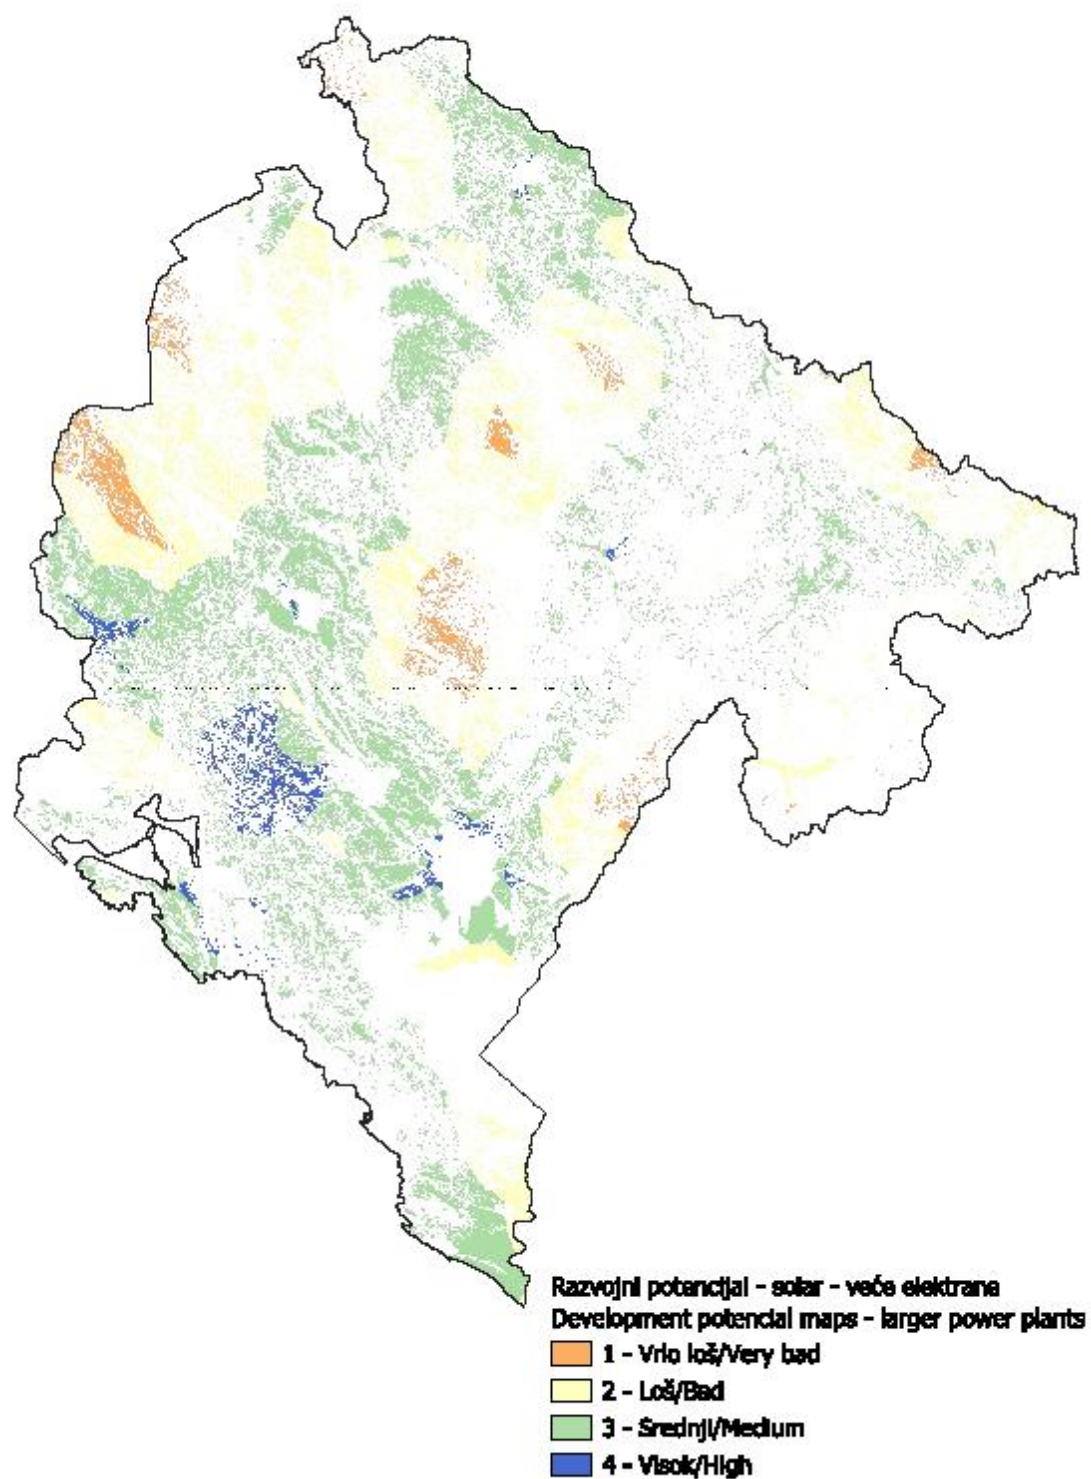 Razvojni potencijal - solar - veće elektrane
Development potencial maps - larger power plants
1 - Vrlo loš/Very bad
2 - Loš/Bad
3 - Srednji/Medium
4 - Visok/High